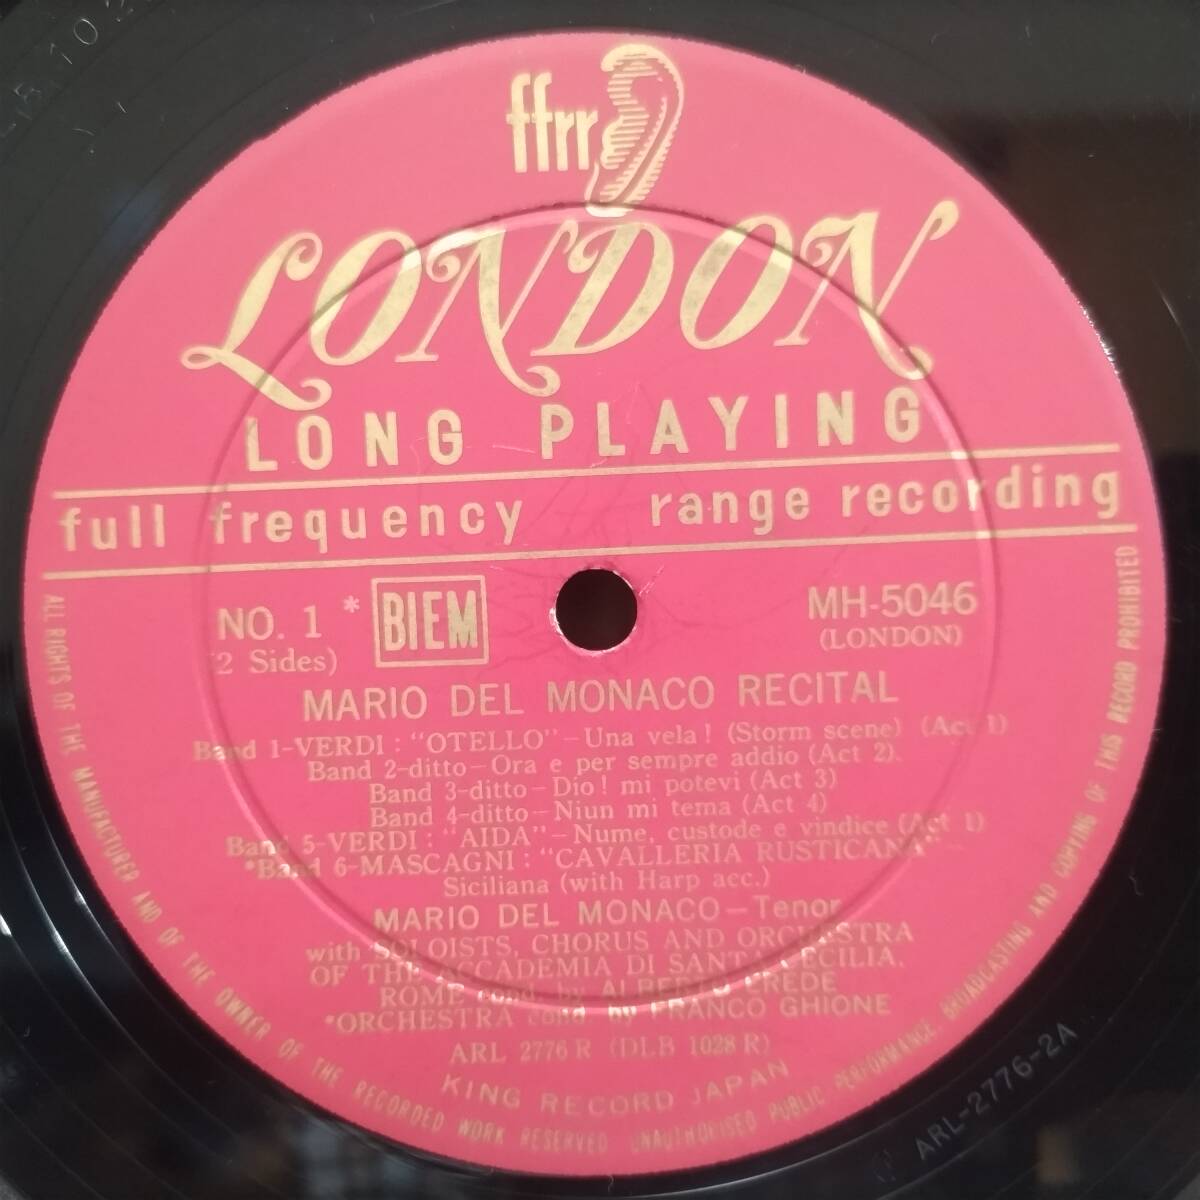 ffrr
LONDON
LONG PLAYING
full frequency range recording
NO. 1 * BIEM MH-5046
(2 Sides) (LONDON)
MARIO DEL MONACO RECITAL
Band 1-VERDI: "OTELLO"-Una vela! (Storm scene) (Act 1)
Band 2-ditto-Ora e per sempre addio (Act 2).
Band 3-ditto-Dio! mi potevi (Act 3)
Band 4-ditto-Niun mi tema (Act 4)
Band 5-VERDI: "AIDA"-Nume, custode e vindice (Act 1)
*Band 6-MASCAGNI: "CAVALLERIA RUSTICANA"-
Siciliana (with Harp acc.)
MARIO DEL MONACO-Tenor
with SOLOISTS, CHORUS AND ORCHESTRA
OF THE ACCADEMIA DI SANTA CECILIA,
ROME cond. by ALBERTO EREDE
*ORCHESTRA cond. by FRANCO GHIONE
ARL 2776 R (DLB 1028 R)
KING RECORD JAPAN
ALL RIGHTS OF THE MANUFACTURER AND OF THE OWNER OF THE RECORDED WORK RESERVED UNAUTHORISED PUBLIC PERFORMANCE, BROADCASTING AND COPYING OF THIS RECORD PROHIBITED
ARL-2776-2A